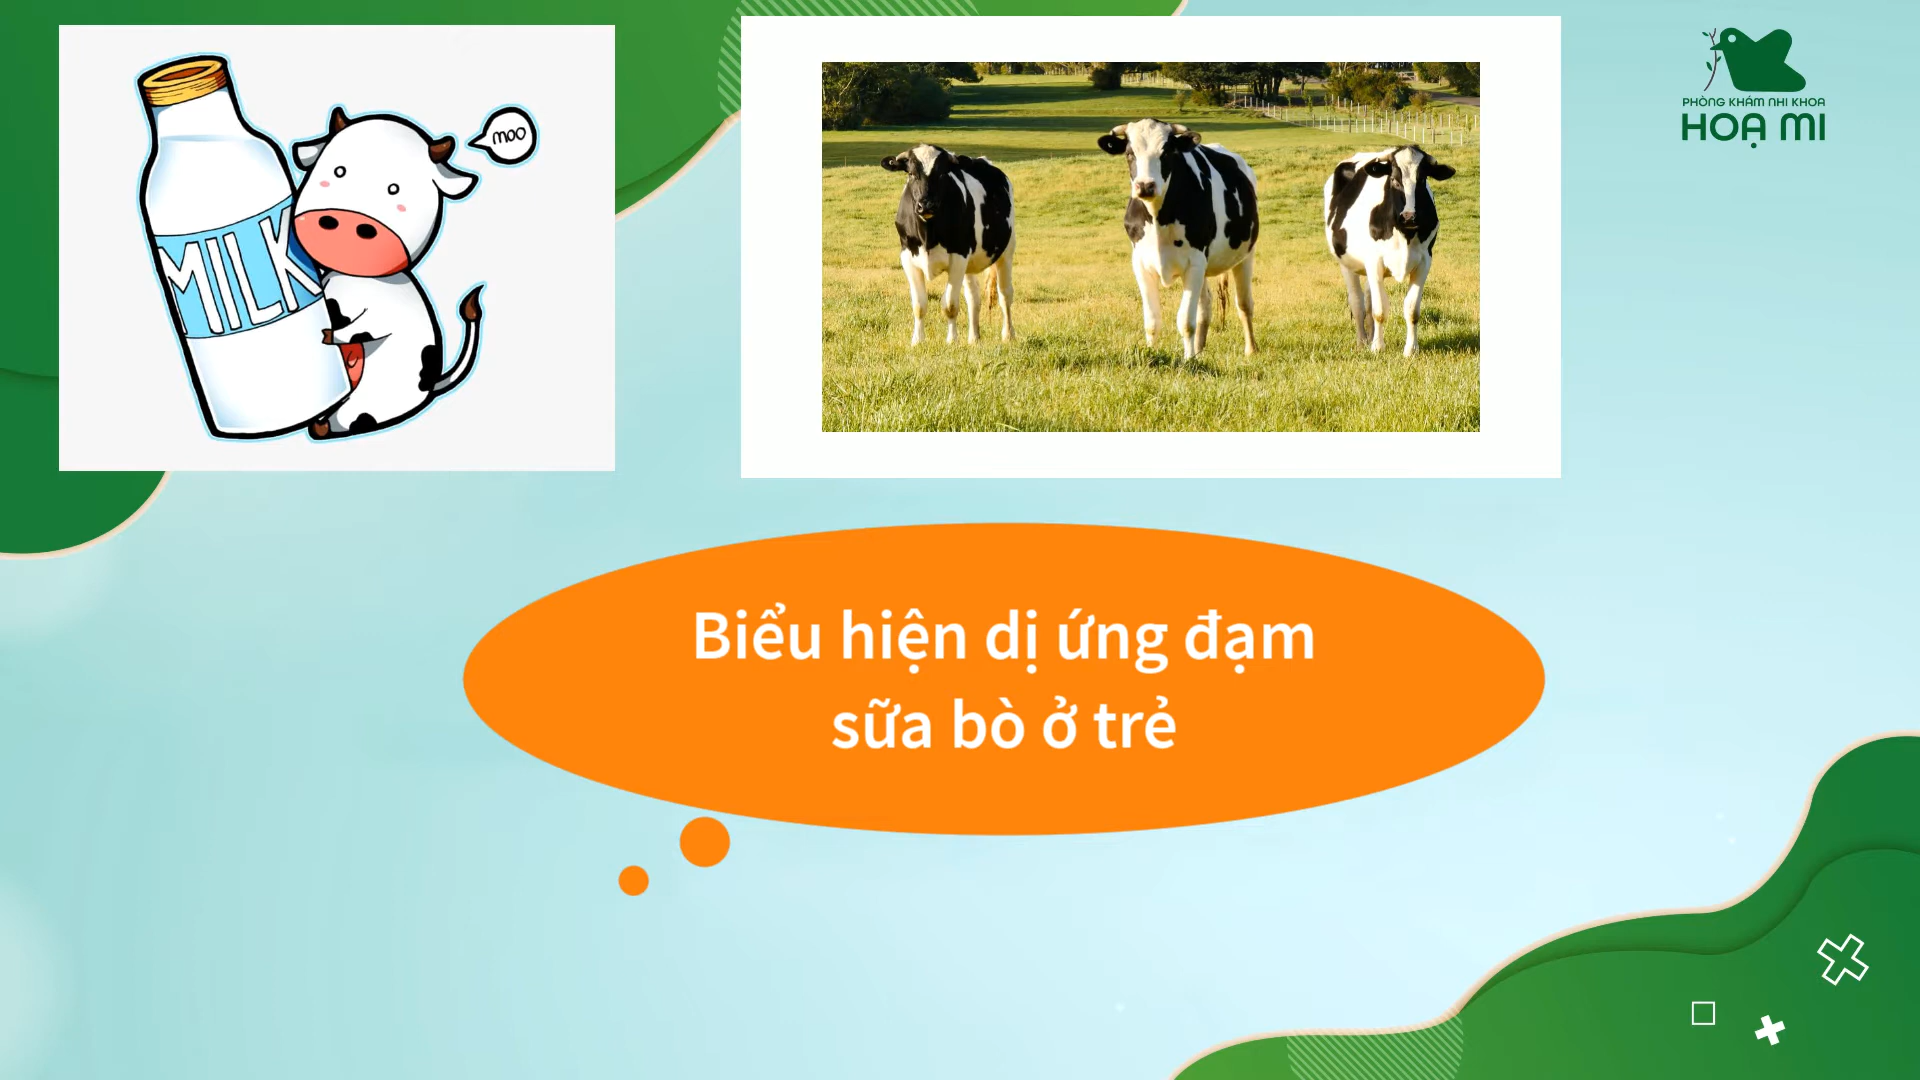 MILK
moo
PHÒNG KHÁM NHI KHOA
HOẠ MI
Biểu hiện dị ứng đạm
sữa bò ở trẻ